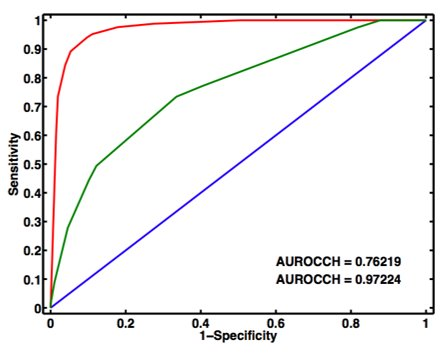 1
0.9
0.8
0.7
0.6
0.5
0.4
0.3
0.2
0.1
0
Sensitivity
AUROCCH = 0.76219
AUROCCH = 0.97224
0 0.2 0.4 0.6 0.8 1
1−Specificity